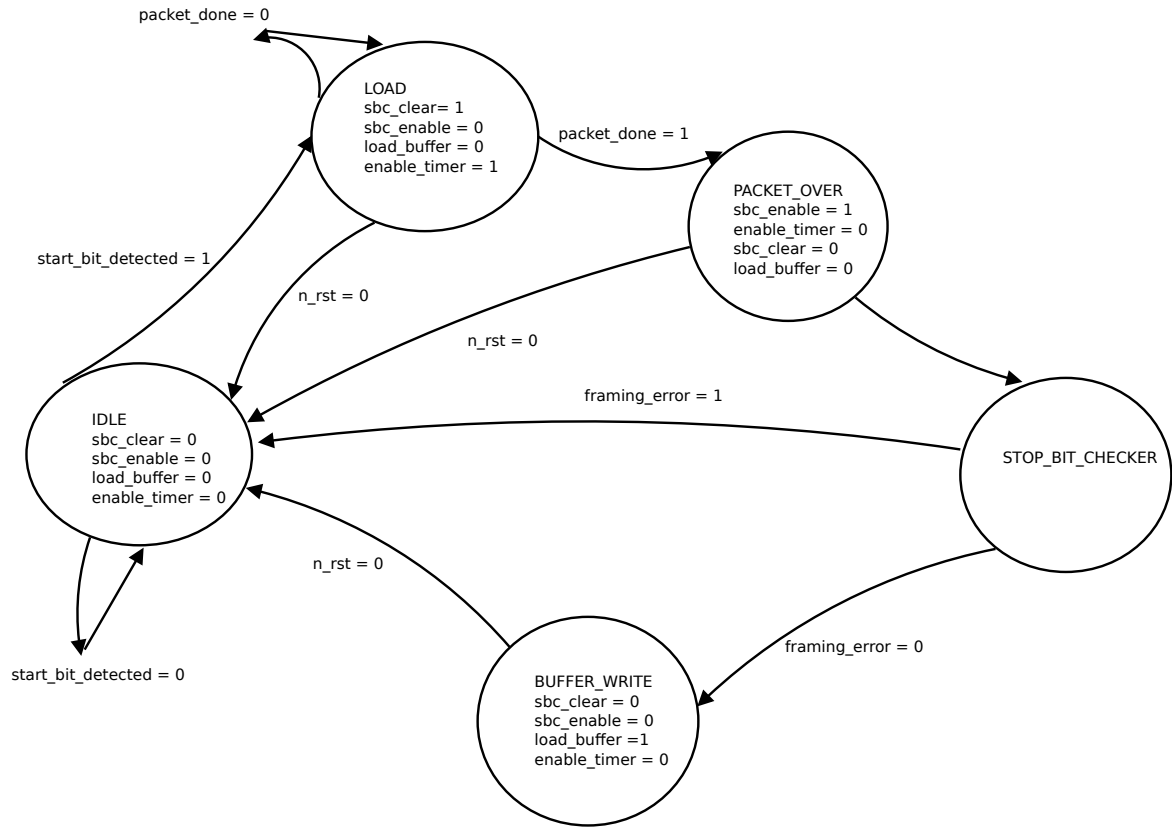 packet_done = 0
LOAD
sbc_clear= 1
sbc_enable = 0
load_buffer = 0
enable_timer = 1
packet_done = 1
PACKET_OVER
sbc_enable = 1
enable_timer = 0
sbc_clear = 0
load_buffer = 0
start_bit_detected = 1
n_rst = 0
n_rst = 0
framing_error = 1
IDLE
sbc_clear = 0
sbc_enable = 0
load_buffer = 0
enable_timer = 0
STOP_BIT_CHECKER
n_rst = 0
framing_error = 0
start_bit_detected = 0
BUFFER_WRITE
sbc_clear = 0
sbc_enable = 0
load_buffer =1
enable_timer = 0